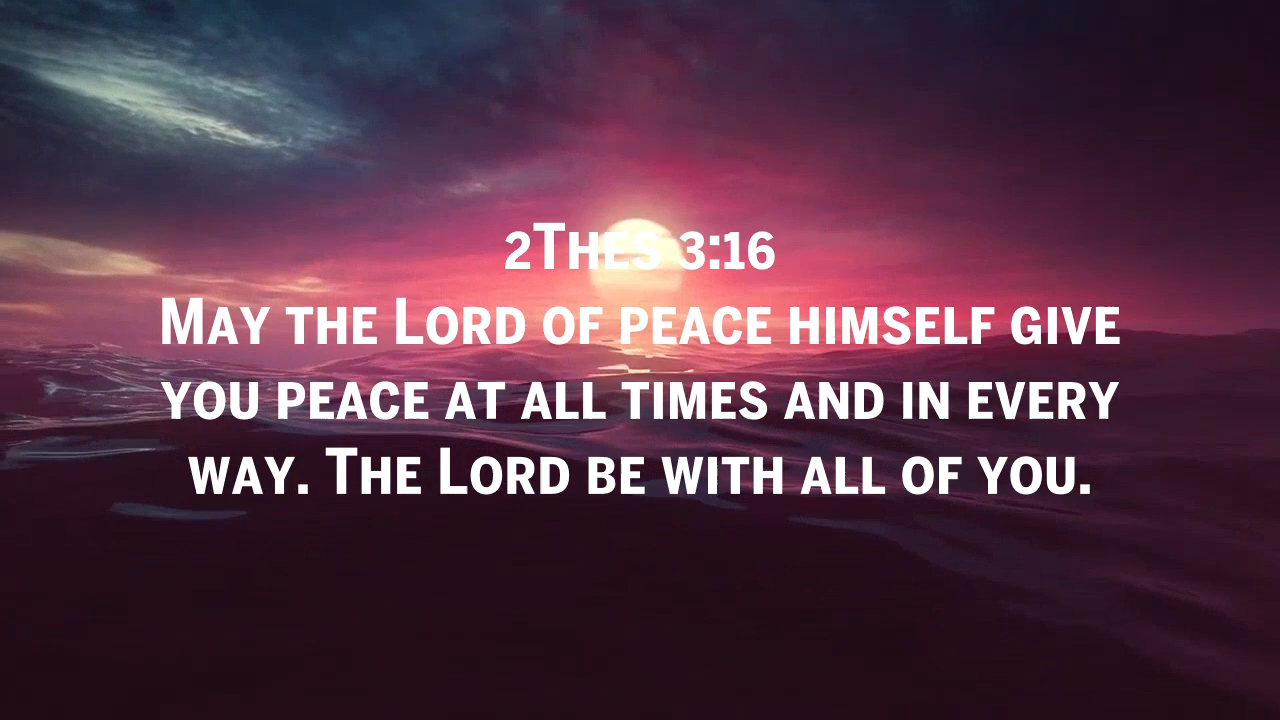 2Thes 3:16
May the Lord of peace himself give
you peace at all times and in every
way. The Lord be with all of you.